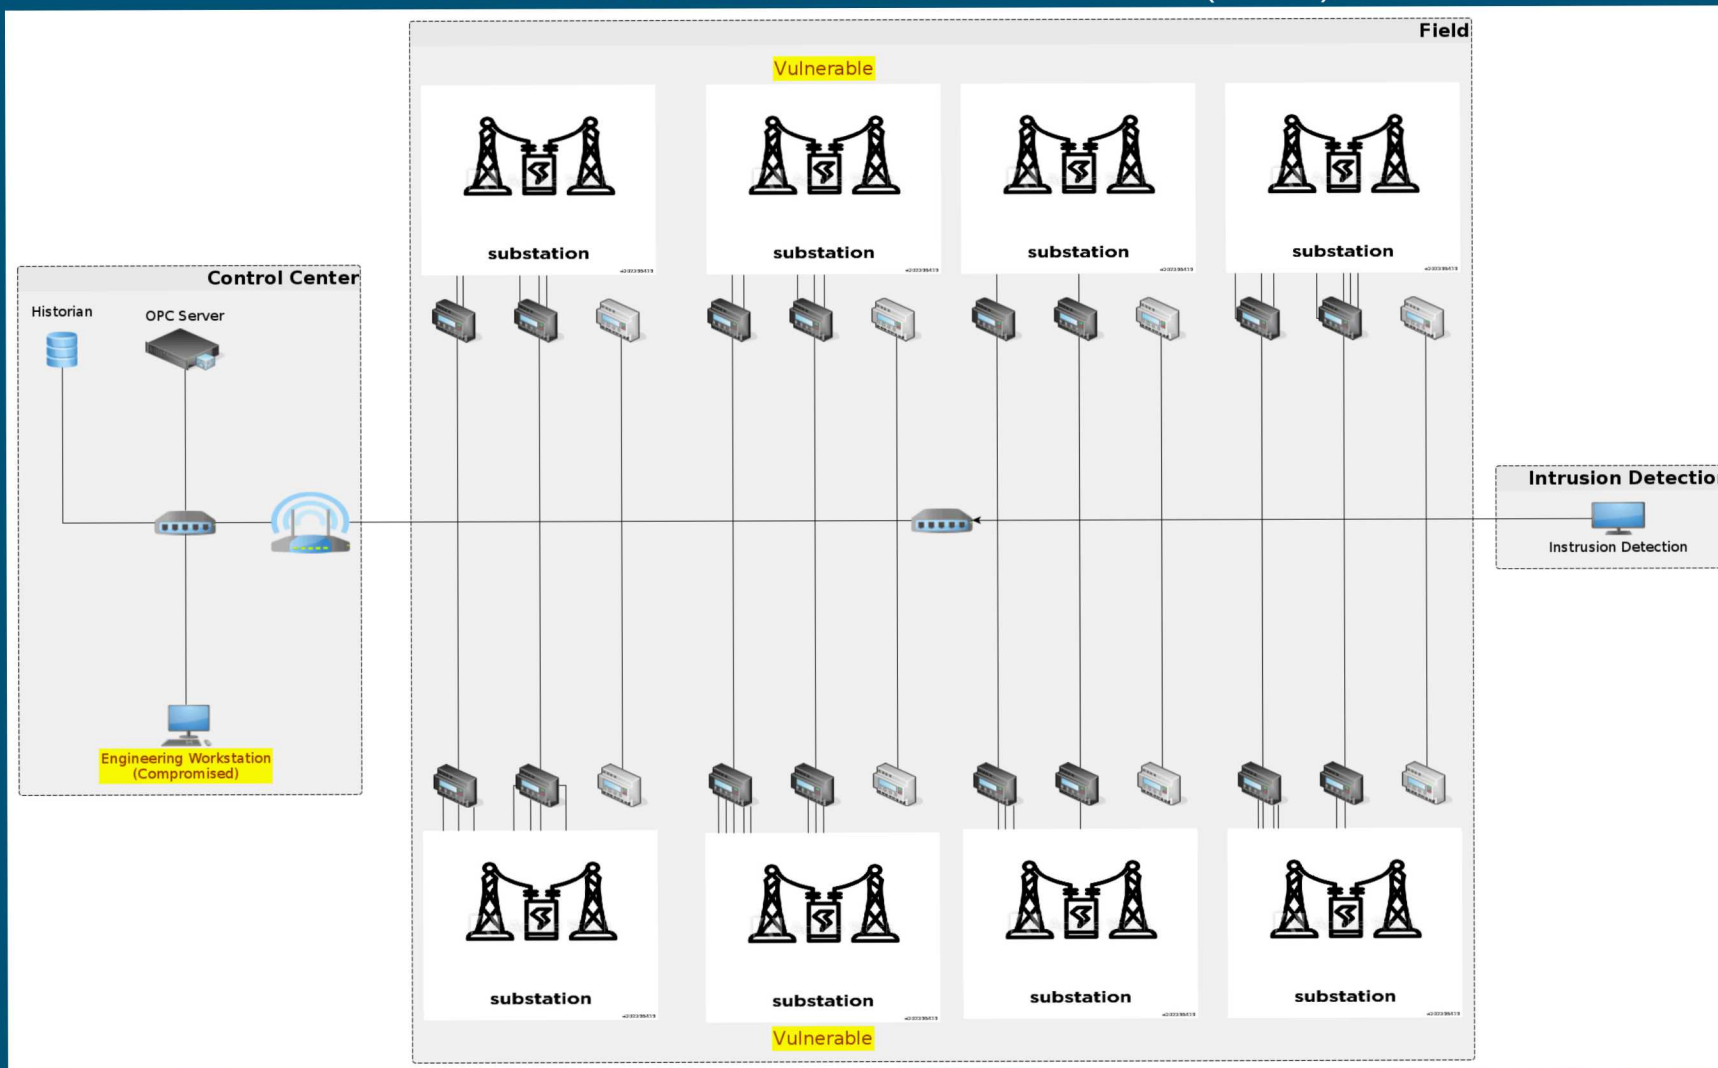 Field
Vulnerable
substation
substation
substation
substation
Control Center
Historian
OPC Server
Engineering Workstation
(Compromised)
Intrusion Detectio
Instrusion Detection
substation
substation
substation
substation
Vulnerable